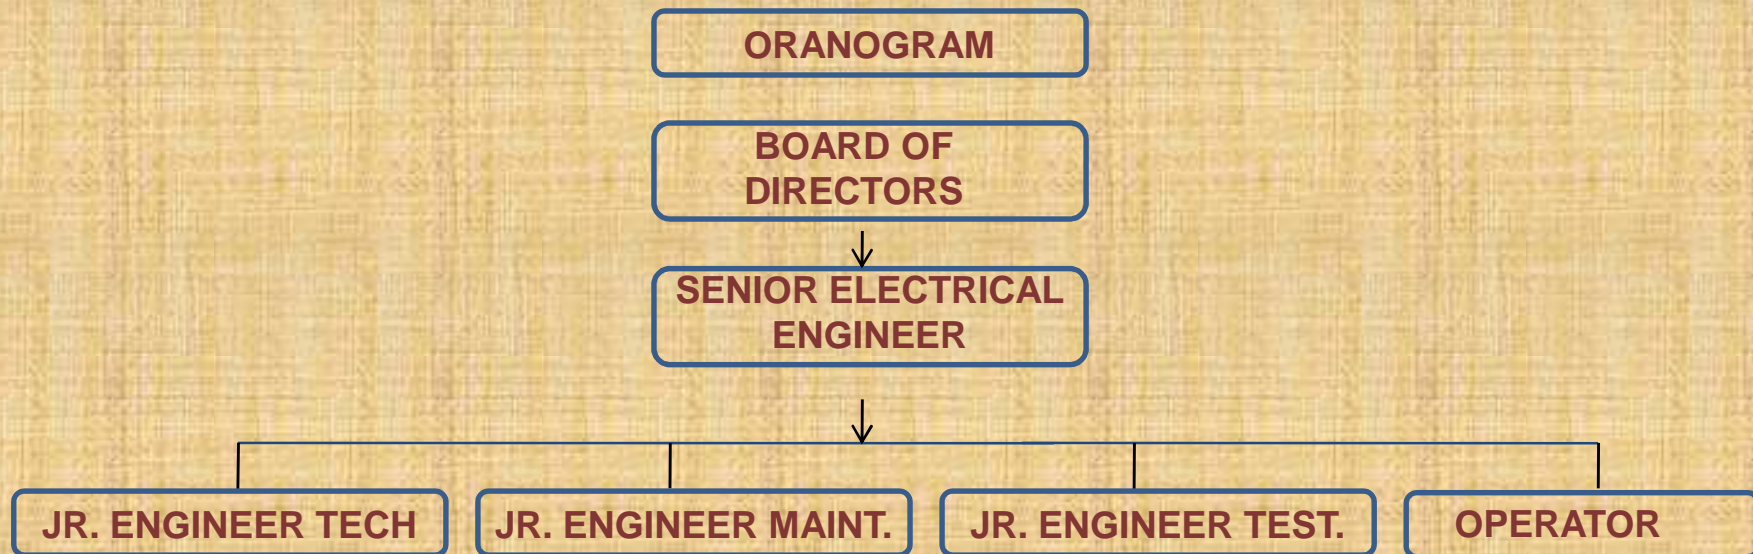 ORANOGRAM
BOARD OF
DIRECTORS
SENIOR ELECTRICAL
ENGINEER
JR. ENGINEER TECH
JR. ENGINEER MAINT.
JR. ENGINEER TEST.
OPERATOR